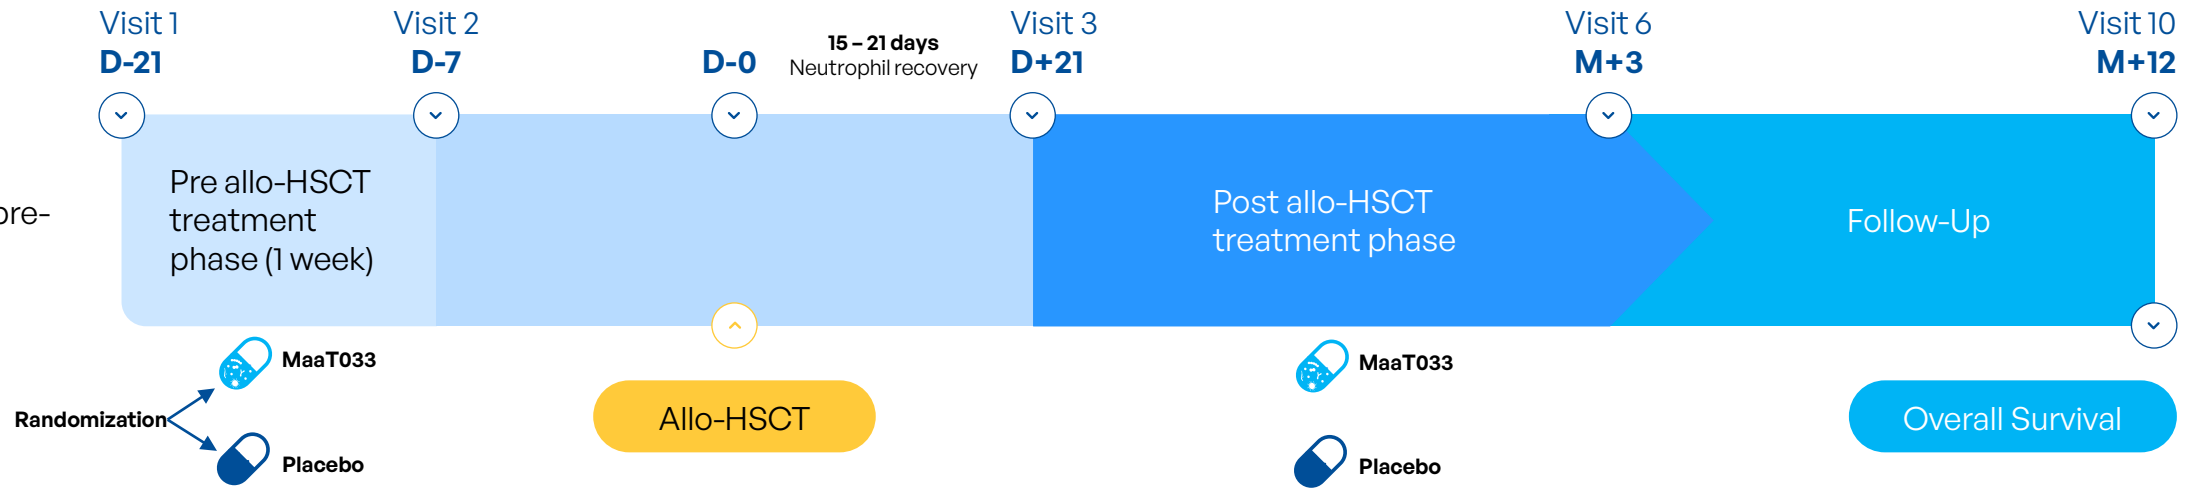 Visit 1
D-21
Visit 2
D-7
D-0
15 – 21 days
Neutrophil recovery
Visit 3
D+21
Visit 6
M+3
Visit 10
M+12
pre-
Pre allo-HSCT
treatment
phase (1 week)
Post allo-HSCT
treatment phase
Follow-Up
Randomization
MaaT033
Placebo
Allo-HSCT
MaaT033
Placebo
Overall Survival